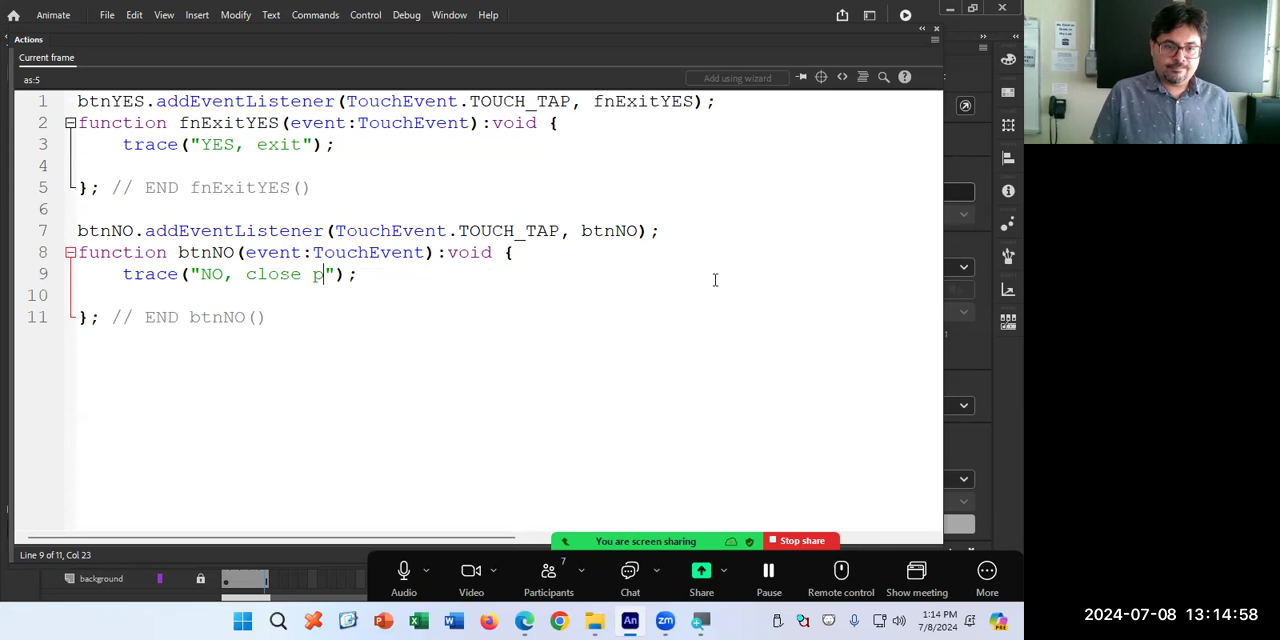 Animate File Edit View Insert Modify Text Commands Control Debug Window Help
Actions
Current frame
as:5
Add using wizard
1 btnYES.addEventListener(TouchEvent.TOUCH_TAP, fnExitYES);
2 function fnExitYES(event:TouchEvent):void {
3 trace("YES, exit");
4
5 }; // END fnExitYES()
6
7 btnNO.addEventListener(TouchEvent.TOUCH_TAP, btnNO);
8 function btnNO(event:TouchEvent):void {
9 trace("NO, close p");
10
11 }; // END btnNO()
You are screen sharing Stop share
Line 9 of 11, Col 23
background
7
Audio Video Participants Chat Share Pause Remote control Show meeting More
1:14 PM
7/8/2024
2024-07-08 13:14:58